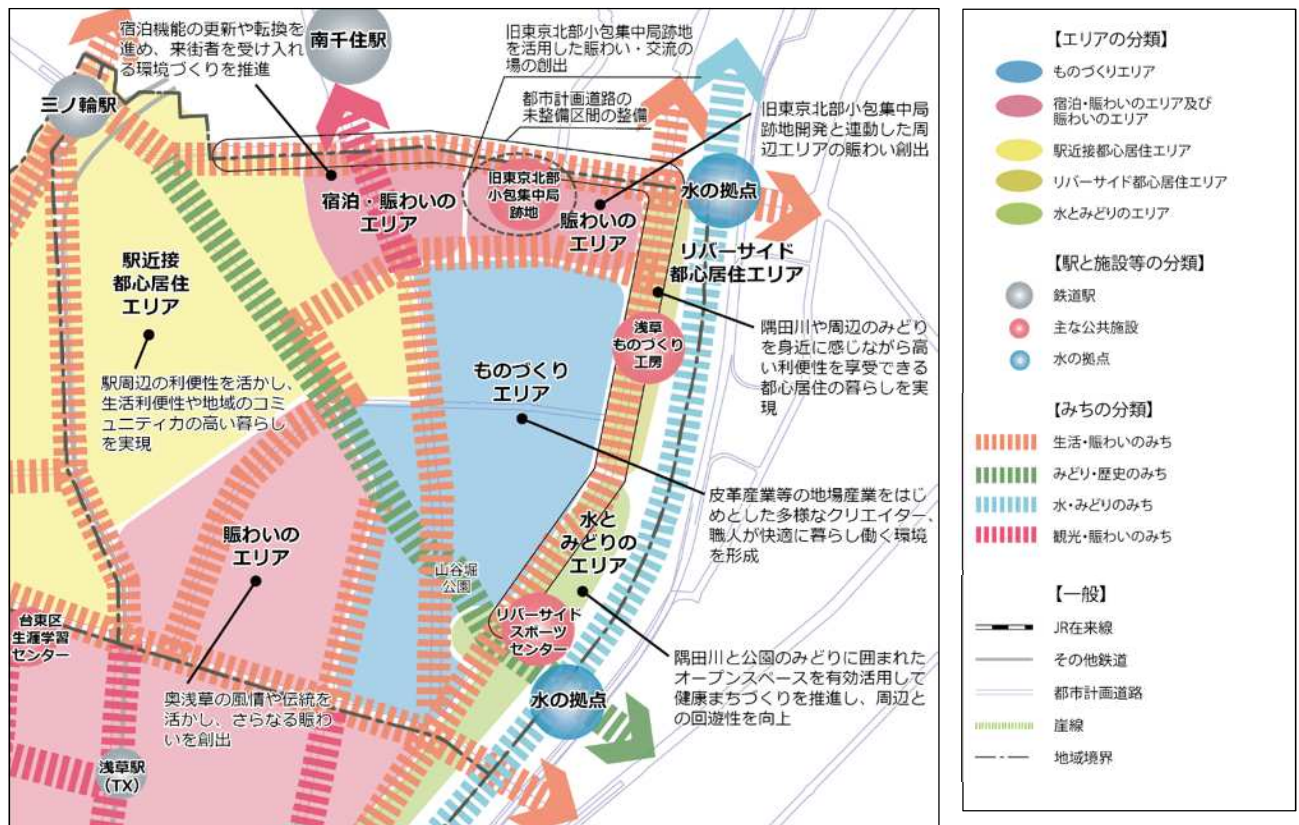 宿泊機能の更新や転換を
進め、来街者を受け入れ
る環境づくりを推進
南千住駅
旧東京北部小包集中局跡地
を活用した賑わい・交流の
場の創出
都市計画道路の
未整備区間の整備
旧東京北部小包集中局
跡地開発と連動した周
辺エリアの賑わい創出
三ノ輪駅
宿泊・賑わいの
エリア
旧東京北部
小包集中局
跡地
賑わいの
エリア
水の拠点
リバーサイド
都心居住エリア
駅近接
都心居住
エリア
駅周辺の利便性を活かし、
生活利便性や地域のコミ
ュニティ力の高い暮らし
を実現
ものづくり
エリア
浅草
ものづくり
工房
隅田川や周辺のみどり
を身近に感じながら高
い利便性を享受できる
都心居住の暮らしを実
現
皮革産業等の地場産業をはじ
めとした多様なクリエイター、
職人が快適に暮らし働く環境
を形成
賑わいの
エリア
水と
みどりの
エリア
山谷堀
公園
リバーサイド
スポーツ
センター
台東区
生涯学習
センター
水の拠点
隅田川と公園のみどりに囲まれた
オープンスペースを有効活用して
健康まちづくりを推進し、周辺と
の回遊性を向上
奥浅草の風情や伝統を
活かし、さらなる賑わ
いを創出
浅草駅
(TX)
【エリアの分類】
ものづくりエリア
宿泊・賑わいのエリア及び
賑わいのエリア
駅近接都心居住エリア
リバーサイド都心居住エリア
水とみどりのエリア
【駅と施設等の分類】
鉄道駅
主な公共施設
水の拠点
【みちの分類】
生活・賑わいのみち
みどり・歴史のみち
水・みどりのみち
観光・賑わいのみち
【一般】
JR在来線
その他鉄道
都市計画道路
崖線
地域境界